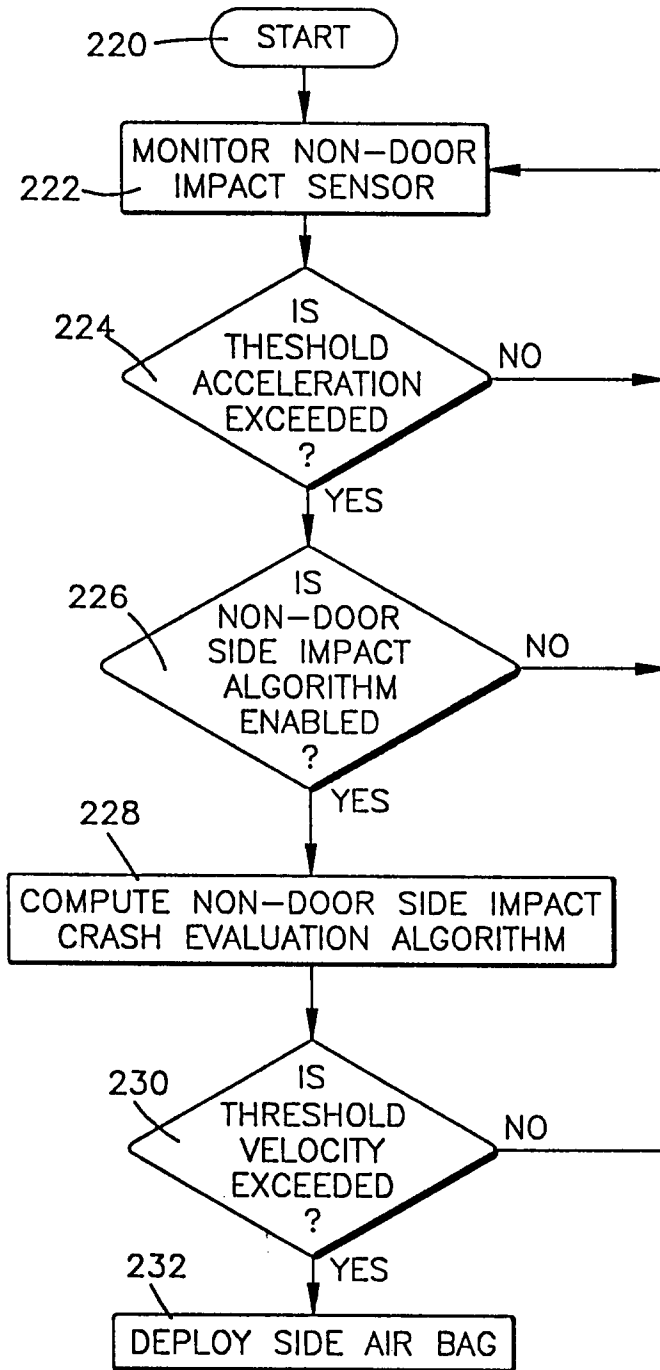 220
START
MONITOR NON-DOOR
222
IMPACT SENSOR
224
IS
THESHOLD
ACCELERATION
EXCEEDED
?
NO
YES
226
IS
NON-DOOR
SIDE IMPACT
ALGORITHM
ENABLED
?
NO
YES
228
COMPUTE NON-DOOR SIDE IMPACT
CRASH EVALUATION ALGORITHM
230
IS
THRESHOLD
VELOCITY
EXCEEDED
?
NO
YES
232
DEPLOY SIDE AIR BAG